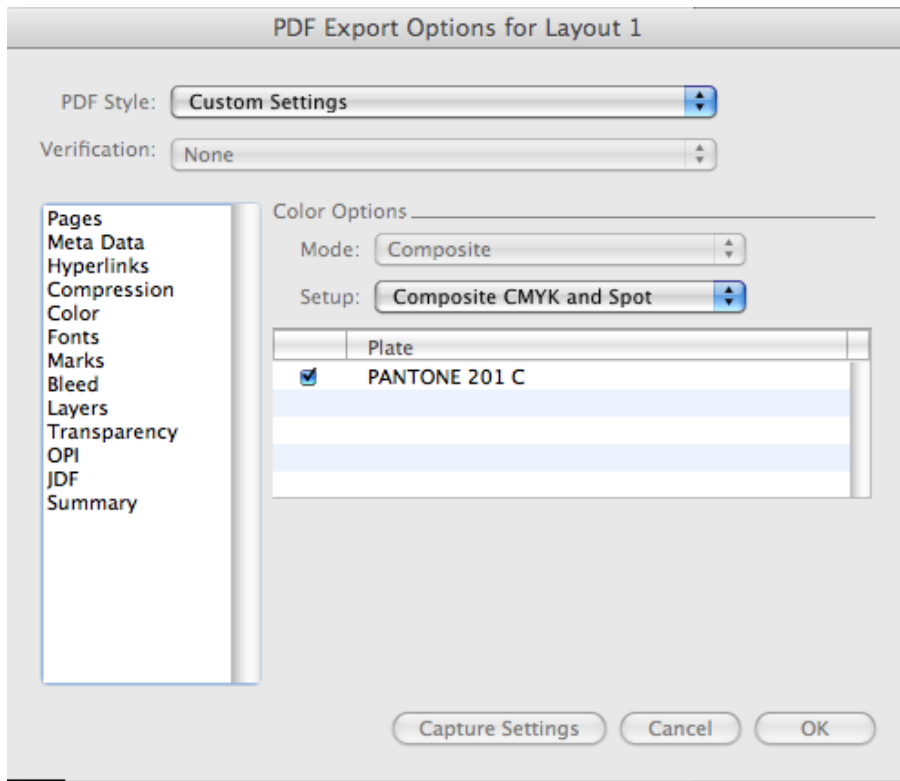 PDF Export Options for Layout 1
PDF Style: Custom Settings
Verification: None
Pages
Meta Data
Hyperlinks
Compression
Color
Fonts
Marks
Bleed
Layers
Transparency
OPI
JDF
Summary
Color Options
Mode: Composite
Setup: Composite CMYK and Spot
Plate
PANTONE 201 C
Capture Settings Cancel OK